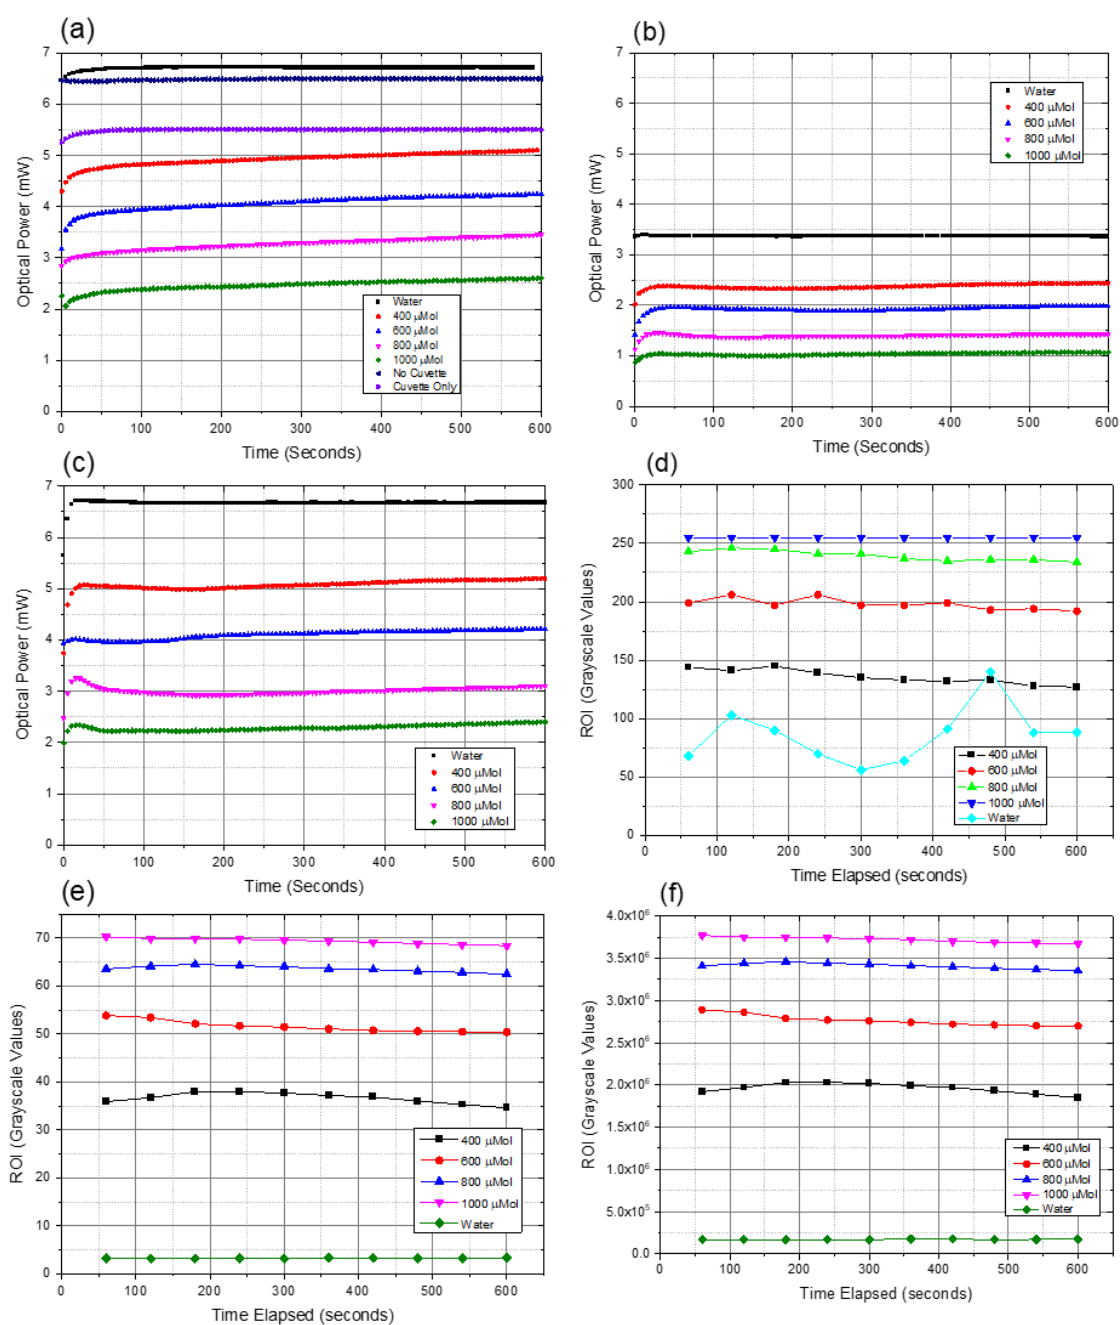 (a)
7
6
5
4
3
2
1
0
Optical Power (mW)
Water
400 μMol
600 μMol
800 μMol
1000 μMol
No Cuvette
Cuvette Only
0 100 200 300 400 500 600
Time (Seconds)
(b)
7
6
5
4
3
2
1
0
Optical Power (mW)
Water
400 μMol
600 μMol
800 μMol
1000 μMol
0 100 200 300 400 500 600
Time (Seconds)
(c)
7
6
5
4
3
2
1
0
Optical Power (mW)
Water
400 μMol
600 μMol
800 μMol
1000 μMol
0 100 200 300 400 500 600
Time (Seconds)
(d)
300
250
200
150
100
50
0
ROI (Grayscale Values)
400 μMol
600 μMol
800 μMol
1000 μMol
Water
0 100 200 300 400 500 600
Time Elapsed (seconds)
(e)
70
60
50
40
30
20
10
0
ROI (Grayscale Values)
400 μMol
600 μMol
800 μMol
1000 μMol
Water
0 100 200 300 400 500 600
Time Elapsed (seconds)
(f)
4.0x10⁶
3.5x10⁶
3.0x10⁶
2.5x10⁶
2.0x10⁶
1.5x10⁶
1.0x10⁶
5.0x10⁵
0.0
ROI (Grayscale Values)
400 μMol
600 μMol
800 μMol
1000 μMol
Water
0 100 200 300 400 500 600
Time Elapsed (seconds)